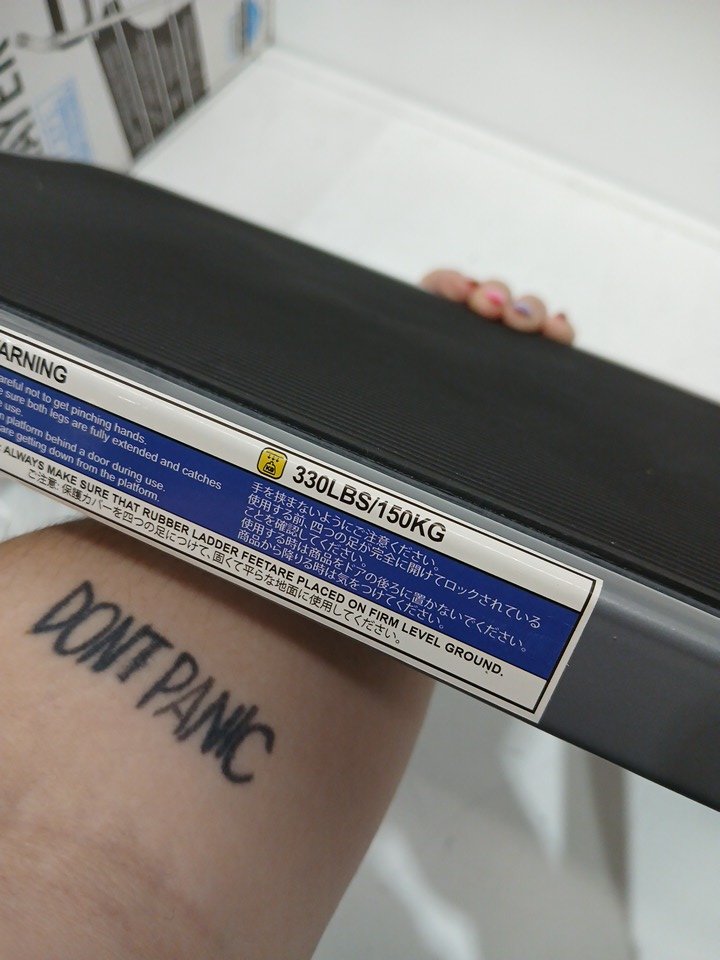 ARNING
330LBS/150KG
areful not to get pinching hands.
sure both legs are fully extended and catches
use.
platform behind a door during use.
are getting down from the platform.
手を挟まないようにご注意ください。
使用する前、四つの足が完全に開けてロックされている
ことを確認してください。
使用する時は商品をドアの後ろに置かないでください。
商品から降りる時は気をつけてください。
ALWAYS MAKE SURE THAT RUBBER LADDER FEETARE PLACED ON FIRM LEVEL GROUND.
ご注意: 保護カバーを四つの足につけて、固くて平らな地面に使用してください。
DONT PANIC